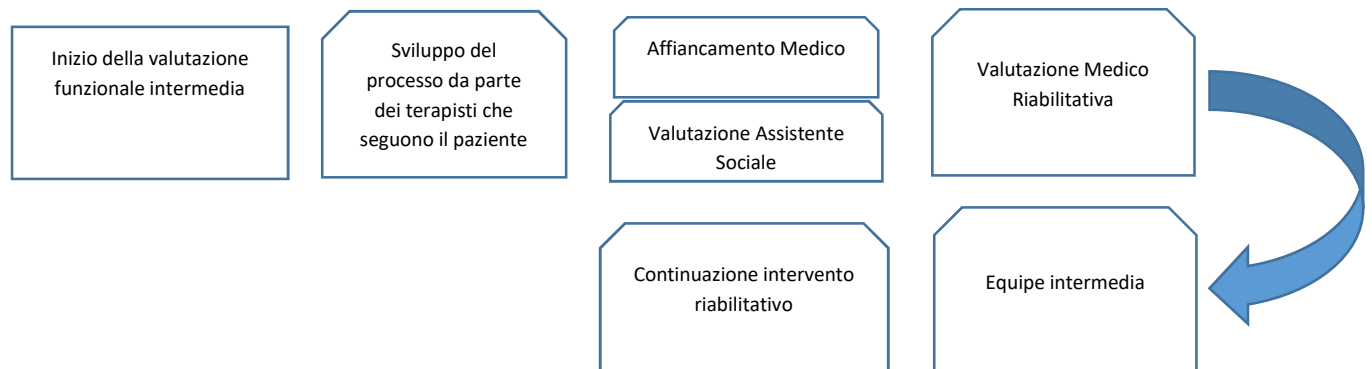 Inizio della valutazione
funzionale intermedia
Sviluppo del
processo da parte
dei terapisti che
seguono il paziente
Affiancamento Medico
Valutazione Assistente
Sociale
Valutazione Medico
Riabilitativa
Continuazione intervento
riabilitativo
Equipe intermedia